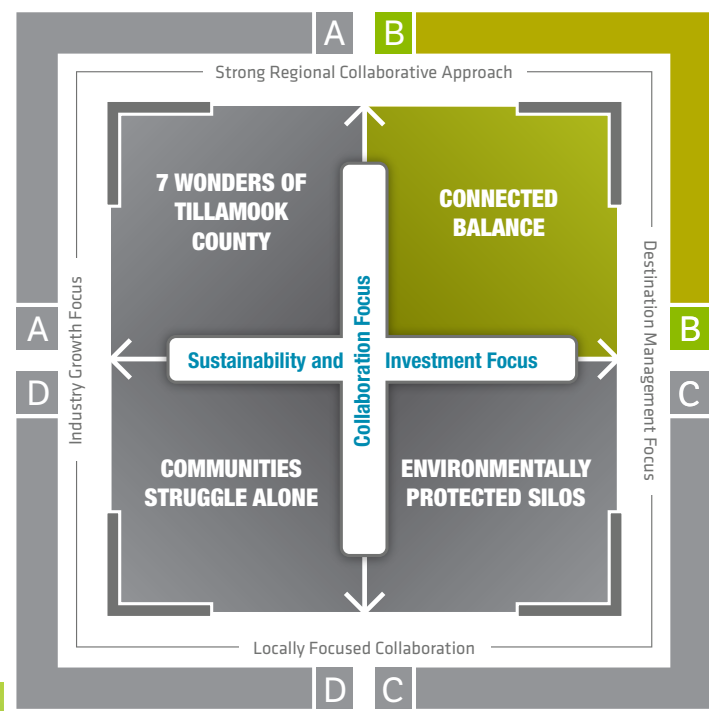 A B
Strong Regional Collaborative Approach
7 WONDERS OF
TILLAMOOK
COUNTY
CONNECTED
BALANCE
Industry Growth Focus
Destination Management Focus
A
B
Collaboration Focus
Sustainability and Investment Focus
D
C
COMMUNITIES
STRUGGLE ALONE
ENVIRONMENTALLY
PROTECTED SILOS
Locally Focused Collaboration
D C